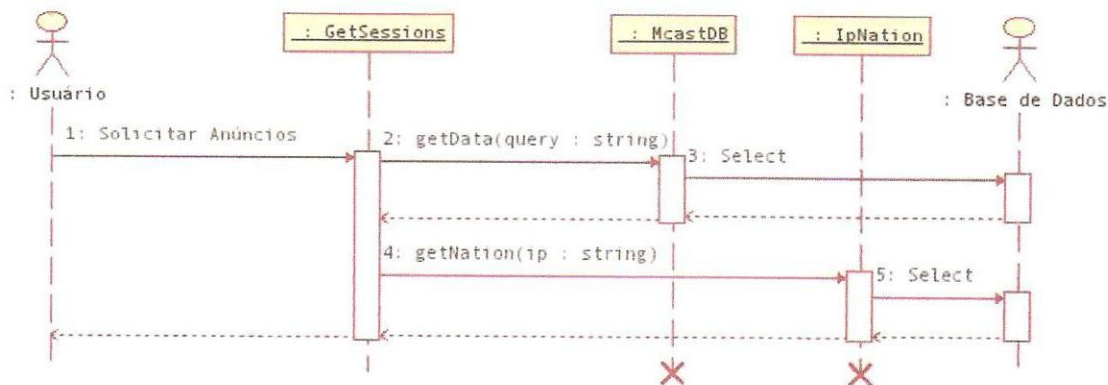 : GetSessions
: McastDB
: IpNation
: Usuário
: Base de Dados
1: Solicitar Anúncios
2: getData(query : string)
3: Select
4: getNation(ip : string)
5: Select